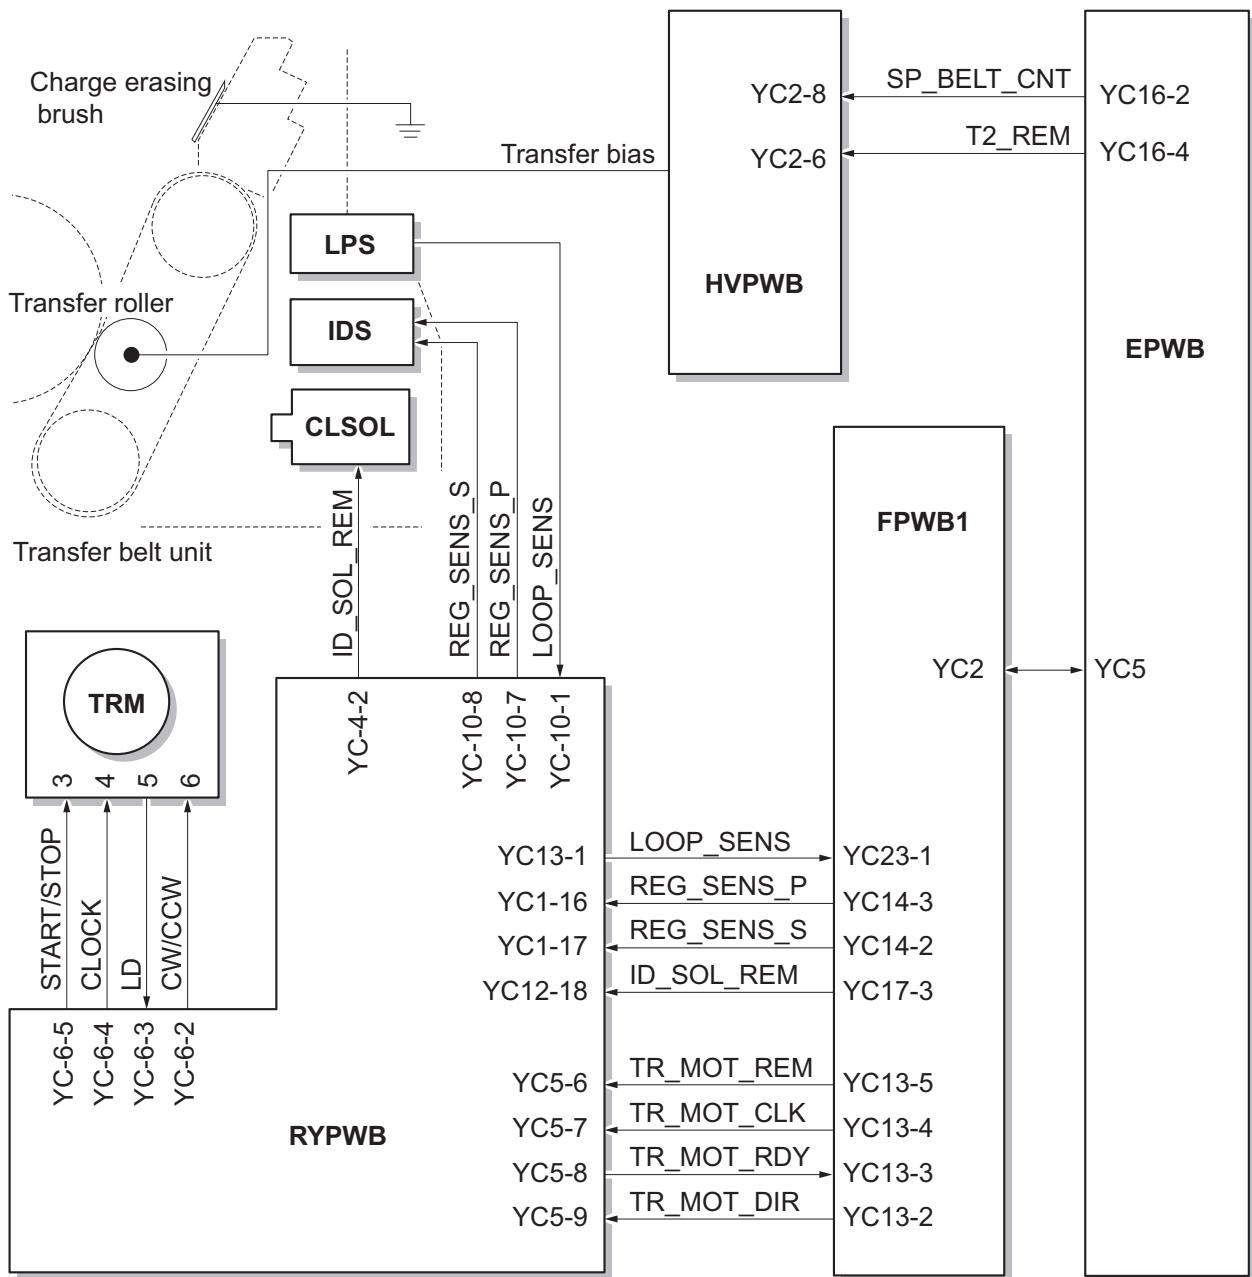 Charge erasing
brush
Transfer bias
YC2-8
SP_BELT_CNT
YC16-2
YC2-6
T2_REM
YC16-4
LPS
HVPWB
Transfer roller
IDS
EPWB
CLSOL
FPWB1
Transfer belt unit
ID_SOL_REM
REG_SENS_S
REG_SENS_P
LOOP_SENS
YC2
YC5
TRM
3
4
5
6
YC-4-2
YC-10-8
YC-10-7
YC-10-1
START/STOP
CLOCK
LD
CW/CCW
YC13-1
LOOP_SENS
YC23-1
YC1-16
REG_SENS_P
YC14-3
YC1-17
REG_SENS_S
YC14-2
YC12-18
ID_SOL_REM
YC17-3
YC-6-5
YC-6-4
YC-6-3
YC-6-2
YC5-6
TR_MOT_REM
YC13-5
RYPWB
YC5-7
TR_MOT_CLK
YC13-4
YC5-8
TR_MOT_RDY
YC13-3
YC5-9
TR_MOT_DIR
YC13-2